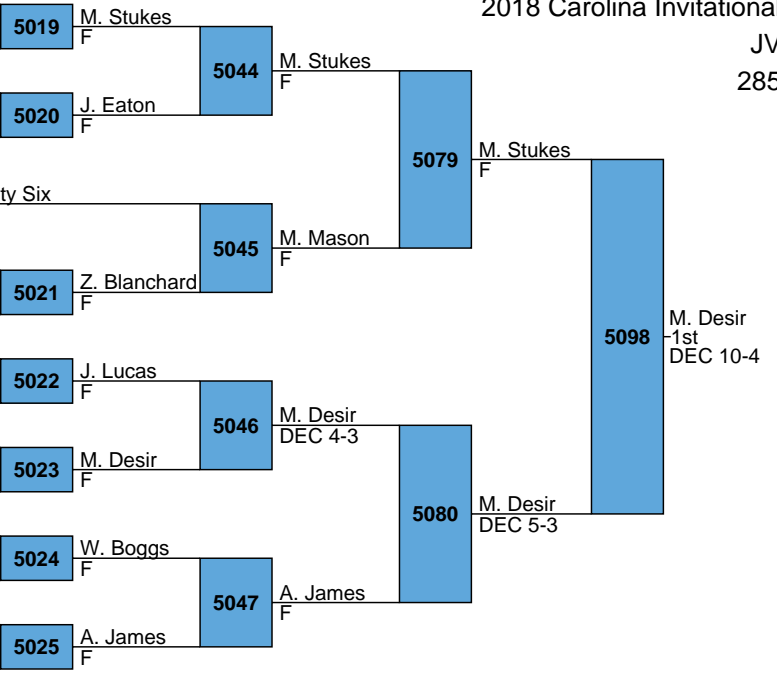 2018 Carolina Invitational
JV
285
5019
M. Stukes
F
5044
M. Stukes
F
5020
J. Eaton
F
5079
M. Stukes
F
ty Six
5045
M. Mason
F
5021
Z. Blanchard
F
5098
M. Desir
1st
DEC 10-4
5022
J. Lucas
F
5046
M. Desir
DEC 4-3
5023
M. Desir
F
5080
M. Desir
DEC 5-3
5024
W. Boggs
F
5047
A. James
F
5025
A. James
F